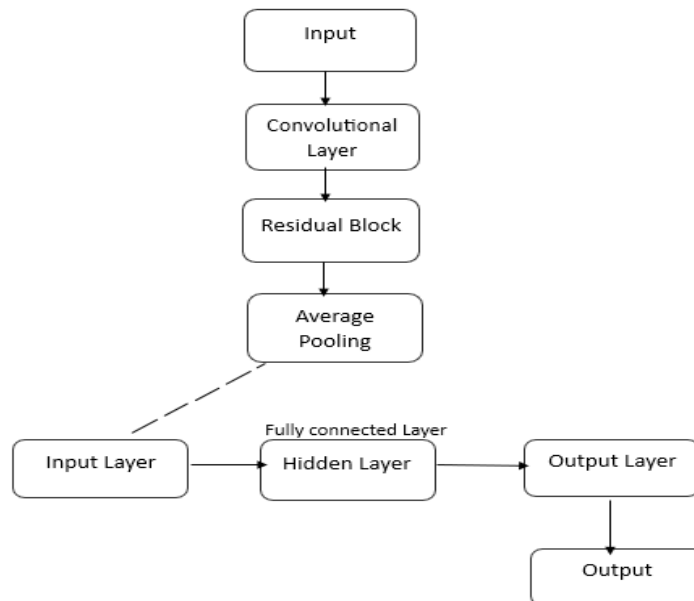 Input
Convolutional
Layer
Residual Block
Average
Pooling
Fully connected Layer
Input Layer
Hidden Layer
Output Layer
Output